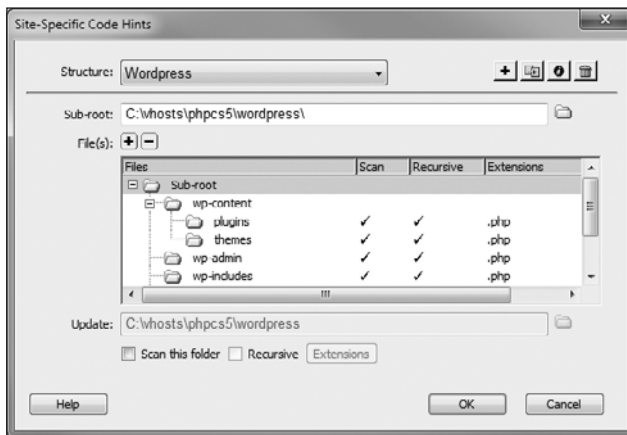 Site-Specific Code Hints
Structure: Wordpress
Sub-root: C:\vhosts\phpcs5\wordpress\
File(s):
Files Scan Recursive Extensions
Sub-root
wp-content
plugins ✓ ✓ .php
themes ✓ ✓ .php
wp-admin ✓ ✓ .php
wp-includes ✓ ✓ .php
Update: C:\vhosts\phpcs5\wordpress
Scan this folder Recursive Extensions
Help OK Cancel